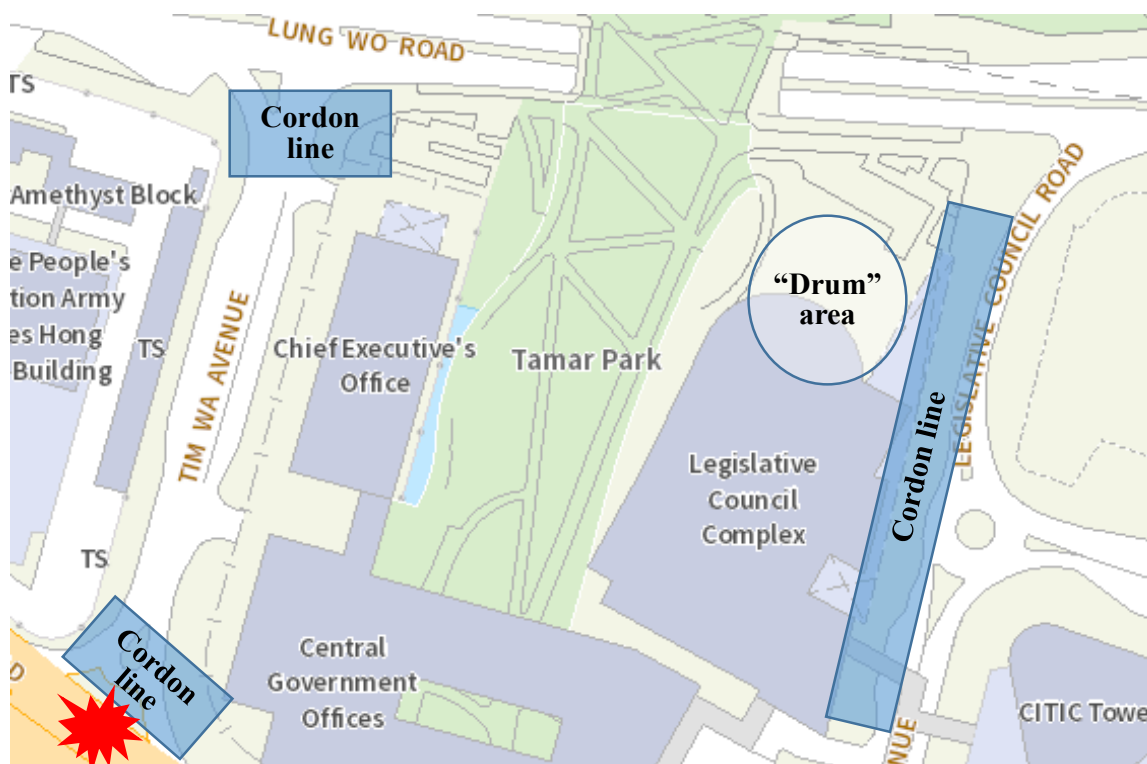 LUNG WO ROAD
TS
Cordon
line
Amethyst Block
e People's
tion Army
es Hong
Building
TS
TIM WA AVENUE
Chief Executive's
Office
Tamar Park
“Drum”
area
LEGISLATIVE COUNCIL ROAD
Cordon line
Legislative
Council
Complex
TS
Cordon
line
Central
Government
Offices
D
NUE
CITIC Towe